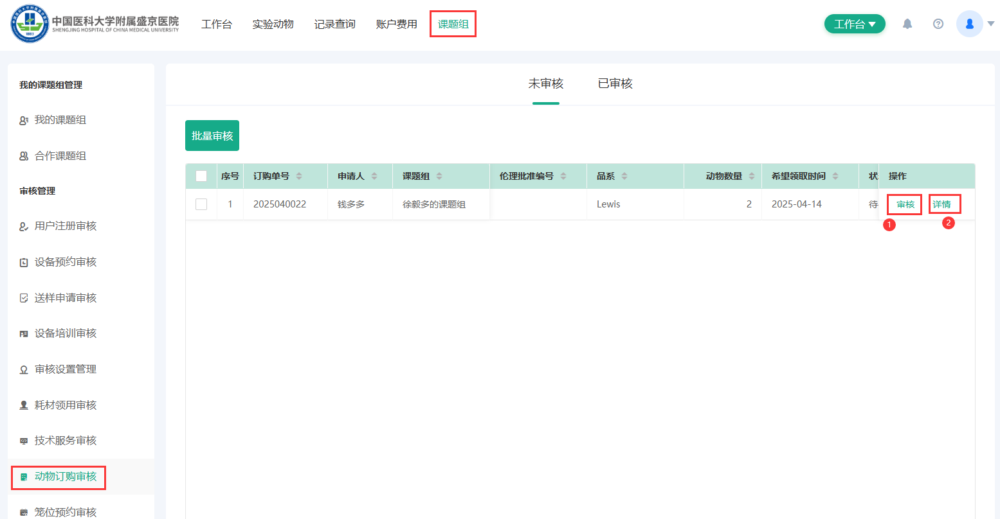 中国医科大学附属盛京医院
SHENGJING HOSPITAL OF CHINA MEDICAL UNIVERSITY
工作台 实验动物 记录查询 账户费用 课题组
工作台
我的课题组管理
我的课题组
合作课题组
审核管理
用户注册审核
设备预约审核
送样申请审核
设备培训审核
审核设置管理
耗材领用审核
技术服务审核
动物订购审核
笼位预约审核
未审核 已审核
批量审核
序号 订购单号 申请人 课题组 伦理批准编号 品系 动物数量 希望领取时间 状 操作
1 2025040022 钱多多 徐毅多的课题组 Lewis 2 2025-04-14 待 审核 详情
1 2